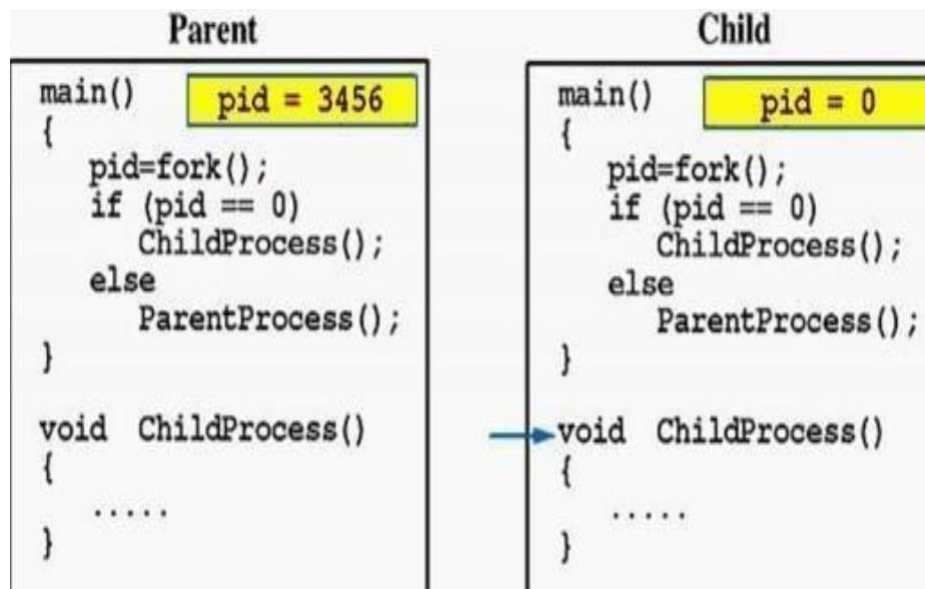 Parent
main()
pid = 3456
{
pid=fork();
if (pid == 0)
ChildProcess();
else
ParentProcess();
}
void ChildProcess()
{
.....
}
Child
main()
pid = 0
{
pid=fork();
if (pid == 0)
ChildProcess();
else
ParentProcess();
}
void ChildProcess()
{
.....
}